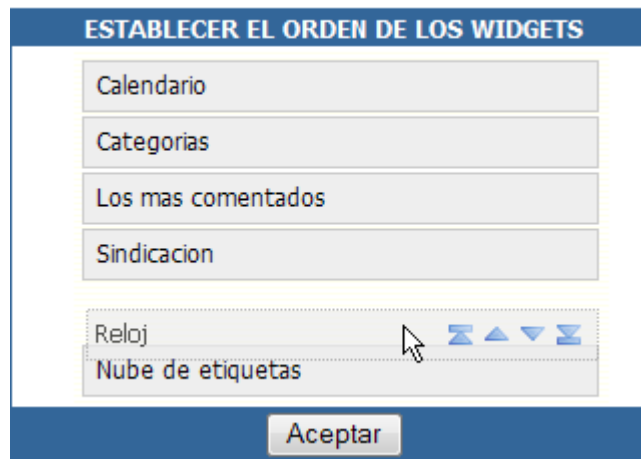 ESTABLECER EL ORDEN DE LOS WIDGETS
Calendario
Categorias
Los mas comentados
Sindicacion
Reloj
Nube de etiquetas
Aceptar